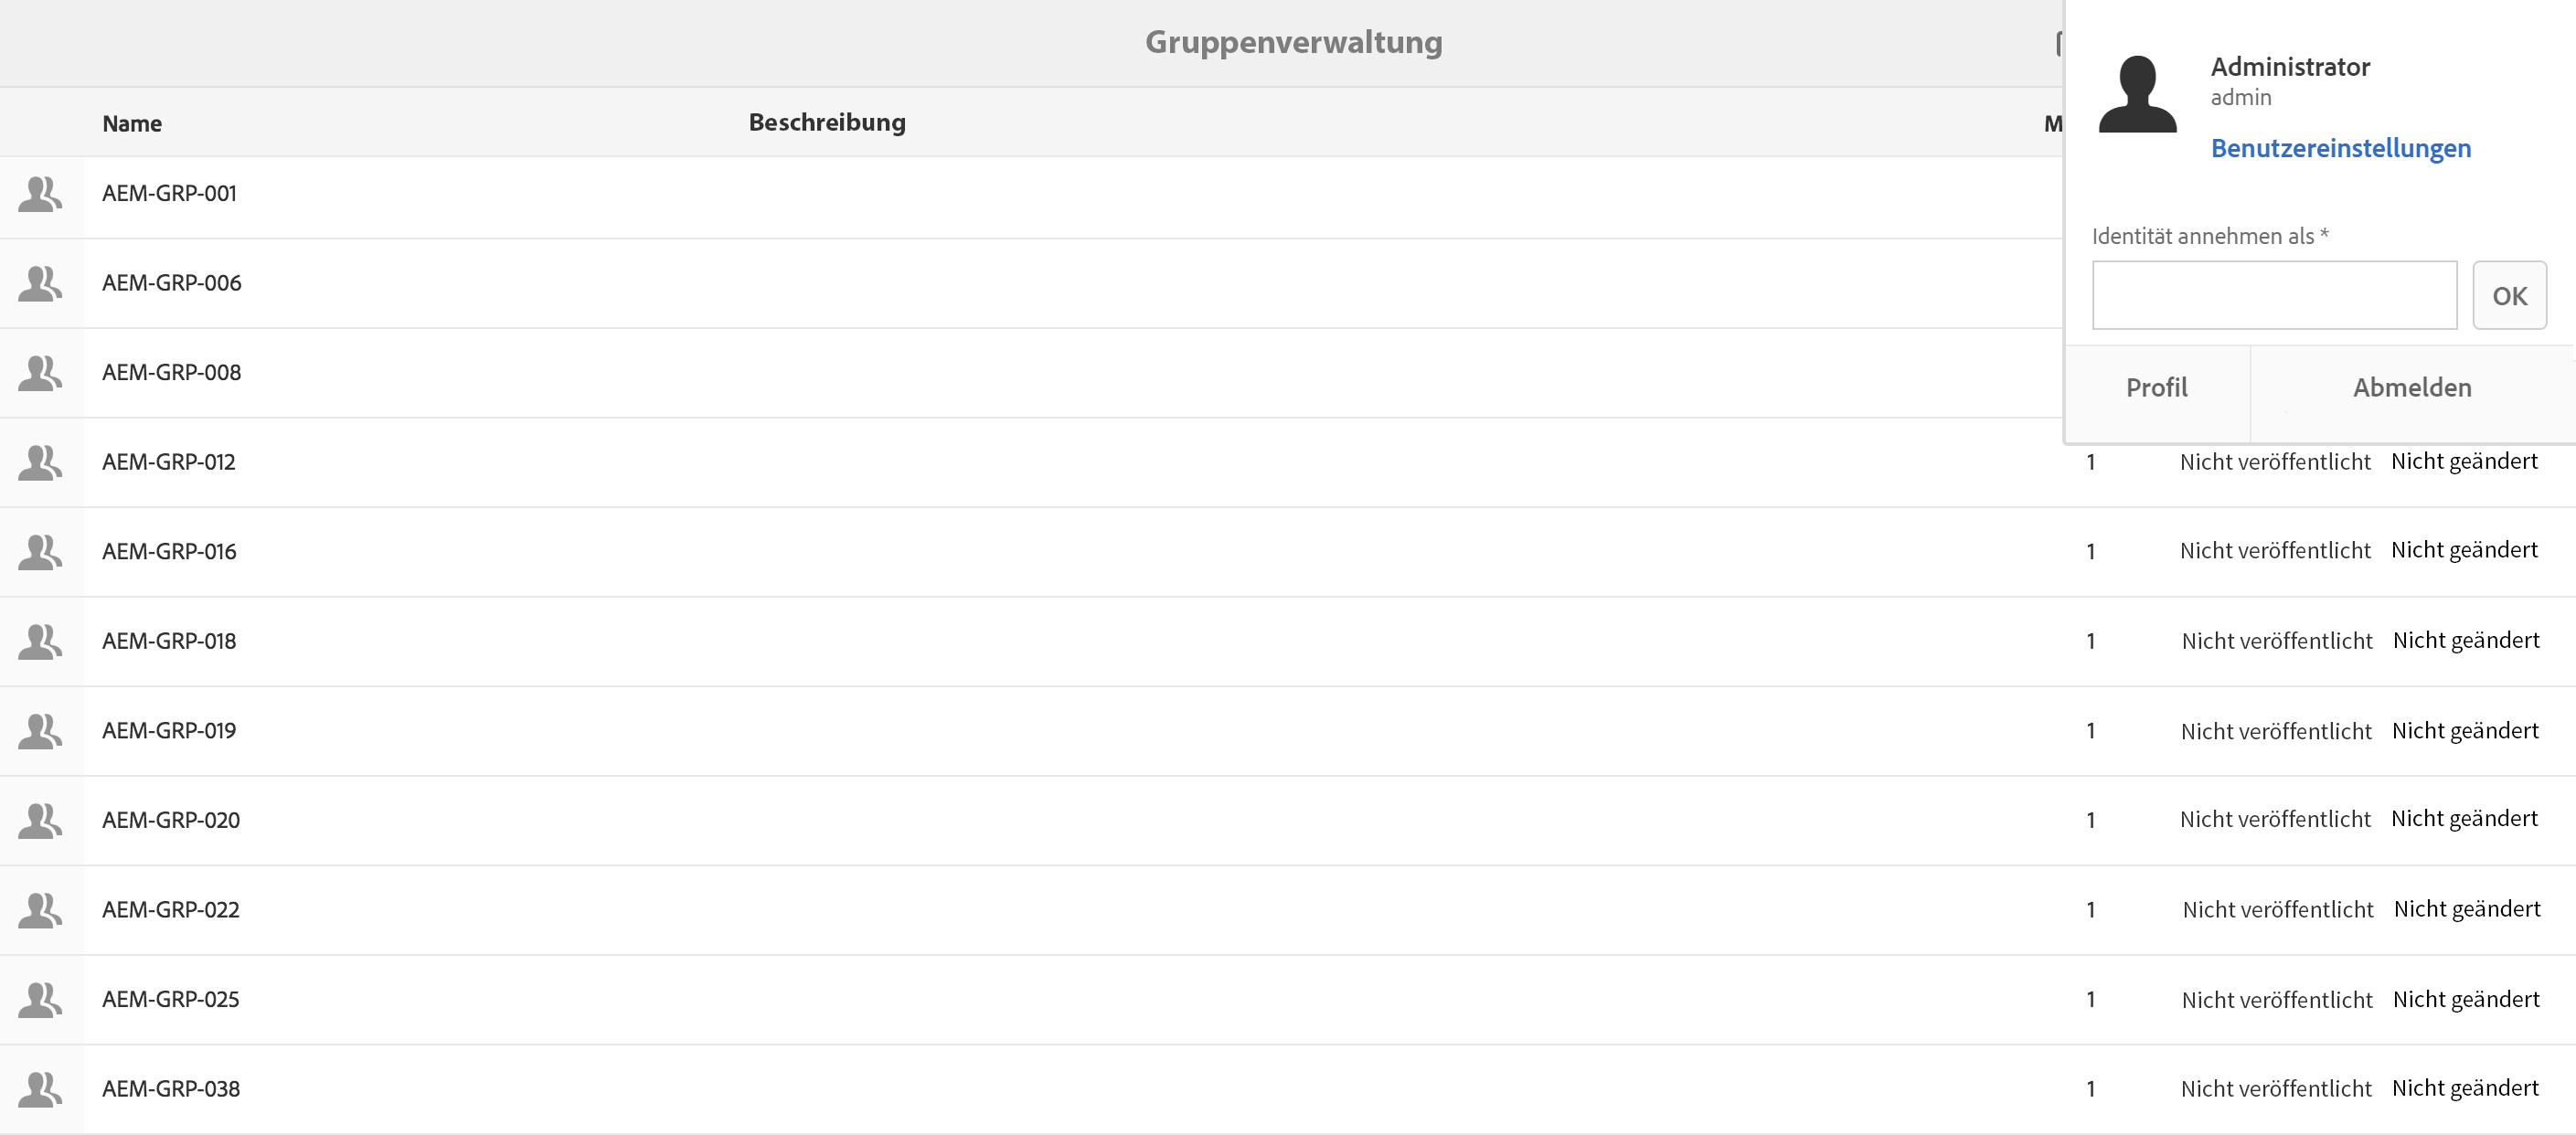 Gruppenverwaltung
Name Beschreibung M
Administrator
admin
Benutzereinstellungen
Identität annehmen als *
OK
Profil Abmelden
AEM-GRP-001
AEM-GRP-006
AEM-GRP-008
AEM-GRP-012 1 Nicht veröffentlicht Nicht geändert
AEM-GRP-016 1 Nicht veröffentlicht Nicht geändert
AEM-GRP-018 1 Nicht veröffentlicht Nicht geändert
AEM-GRP-019 1 Nicht veröffentlicht Nicht geändert
AEM-GRP-020 1 Nicht veröffentlicht Nicht geändert
AEM-GRP-022 1 Nicht veröffentlicht Nicht geändert
AEM-GRP-025 1 Nicht veröffentlicht Nicht geändert
AEM-GRP-038 1 Nicht veröffentlicht Nicht geändert